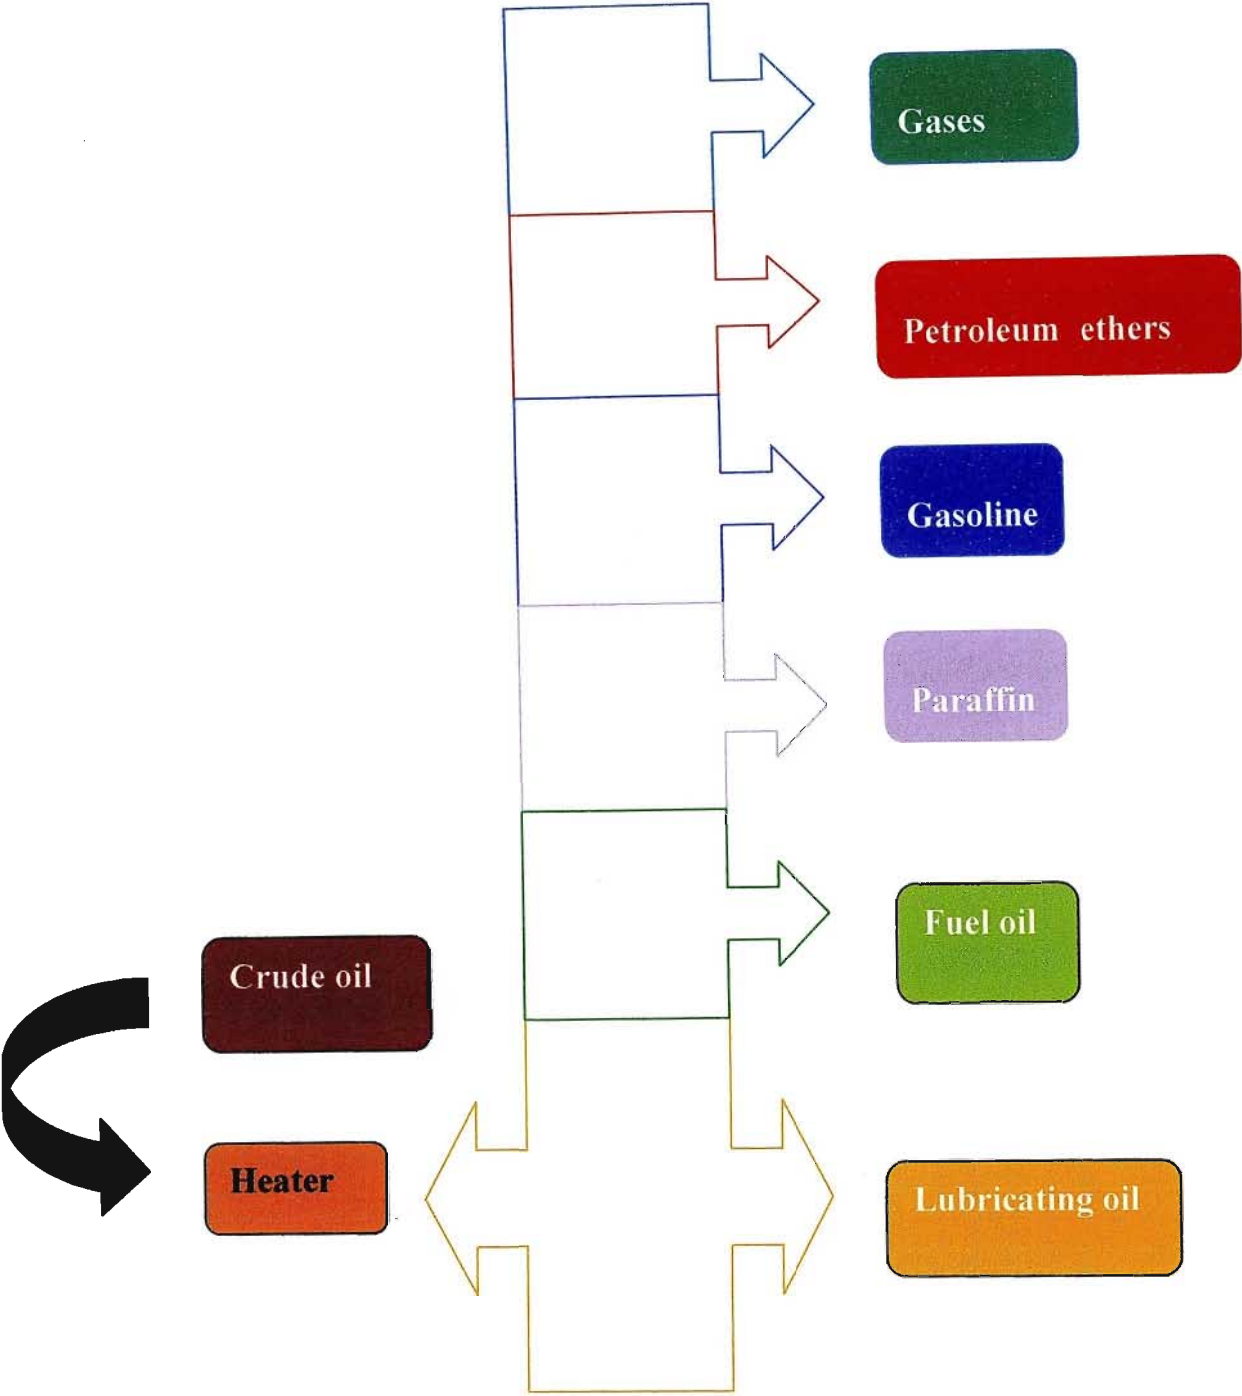 Gases
Petroleum ethers
Gasoline
Paraffin
Fuel oil
Crude oil
Heater
Lubricating oil